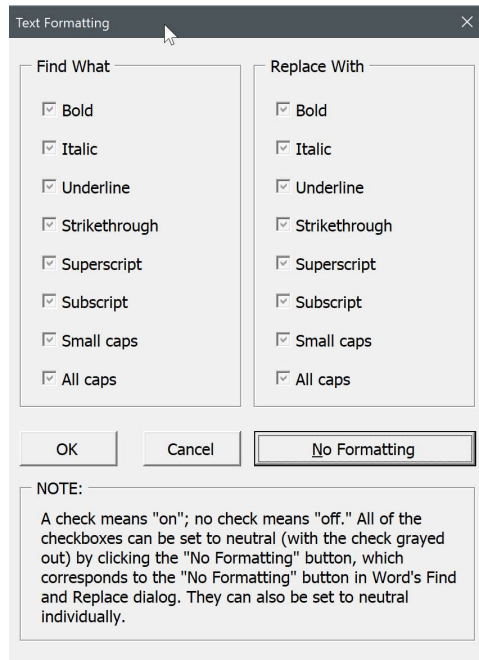 Text Formatting
Find What
Bold
Italic
Underline
Strikethrough
Superscript
Subscript
Small caps
All caps
Replace With
Bold
Italic
Underline
Strikethrough
Superscript
Subscript
Small caps
All caps
OK
Cancel
No Formatting
NOTE:
A check means "on"; no check means "off." All of the
checkboxes can be set to neutral (with the check grayed
out) by clicking the "No Formatting" button, which
corresponds to the "No Formatting" button in Word's Find
and Replace dialog. They can also be set to neutral
individually.